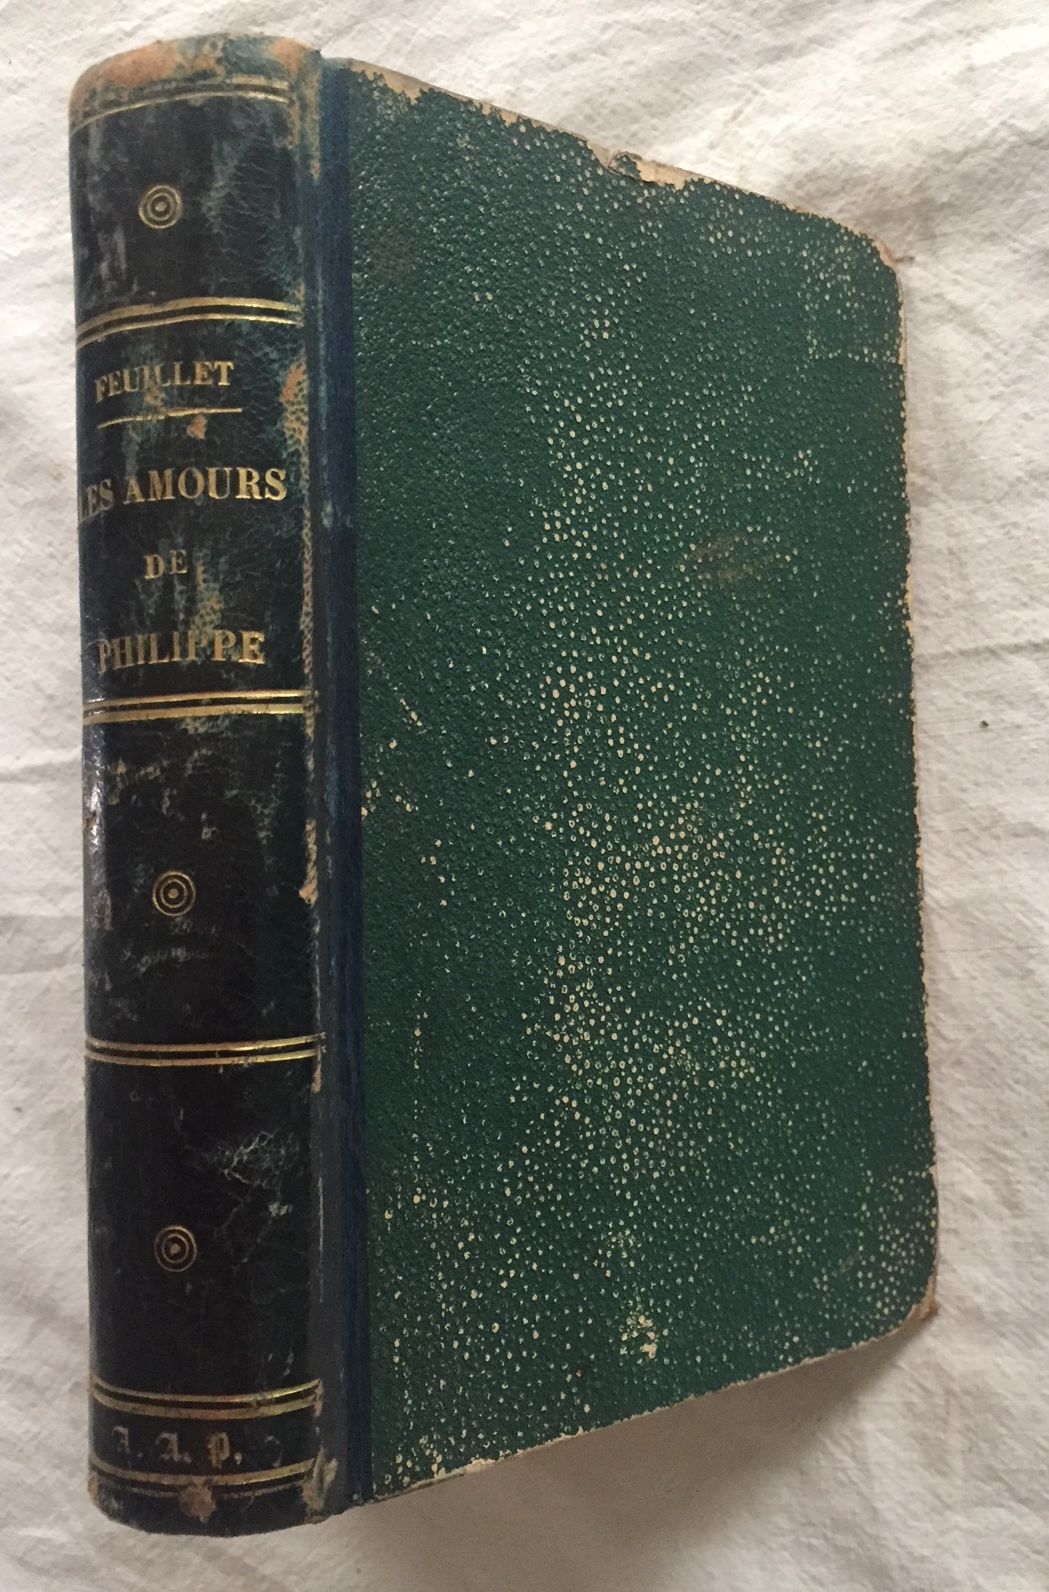 FEUILLET
LES AMOURS
DE
PHILIPPE
A. A. P.